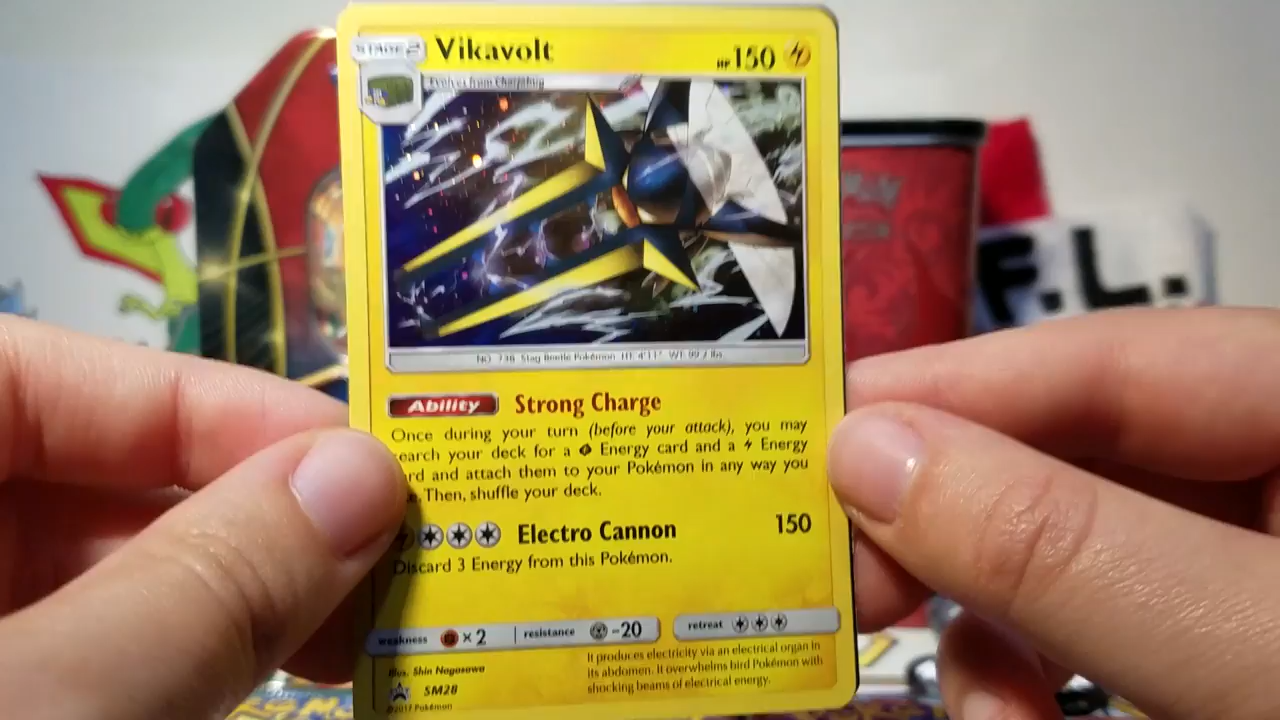 STAGE 2 Vikavolt HP 150
Evolves from Charjabug
NO. 738 Stag Beetle Pokémon HT: 4'11" WT: 99.2 lbs.
POKÉMON
F.L.
Ability Strong Charge
Once during your turn (before your attack), you may
search your deck for a Energy card and a Energy
and attach them to your Pokémon in any way you
Then, shuffle your deck.
Electro Cannon 150
Discard 3 Energy from this Pokémon.
weakness ×2 resistance -20 retreat
It produces electricity via an electrical organ in
its abdomen. It overwhelms bird Pokémon with
shocking beams of electrical energy.
Illus. Shin Nagasawa
SM28
©2017 Pokémon